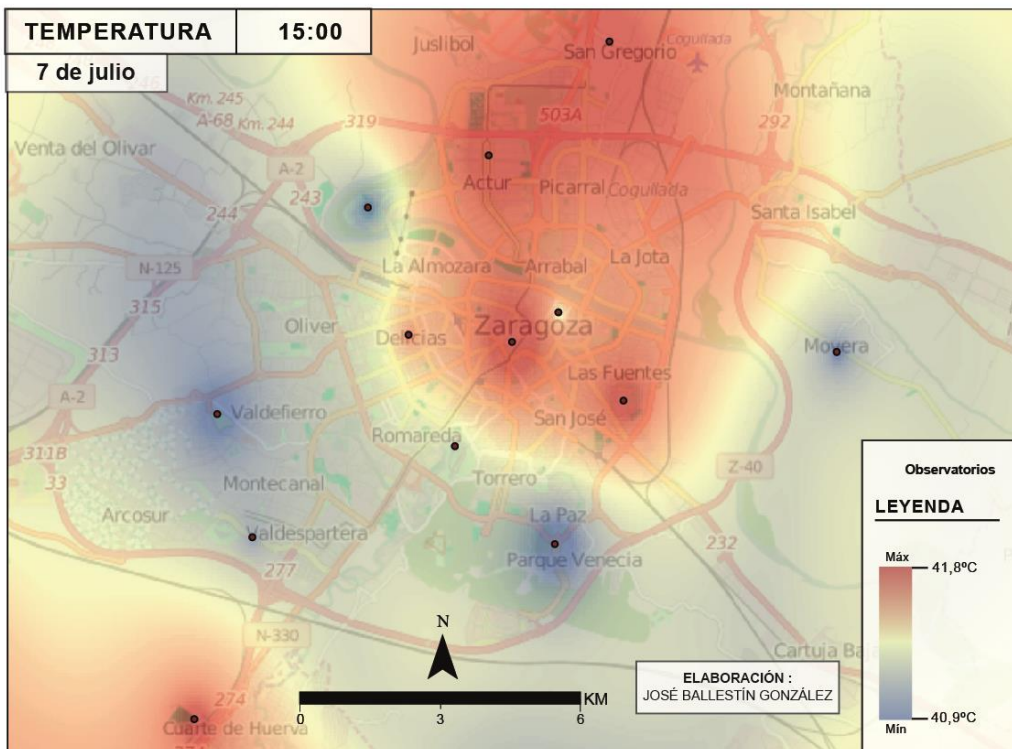 TEMPERATURA 15:00
7 de julio
Juslibol
San Gregorio
Cogullada
Montañana
Km. 245
A-68 Km. 244
319
503A
292
246
Venta del Olivar
A-2
243
Actur
Picarral
Cogullada
244
Santa Isabel
N-125
La Almozara
Arrabal
La Jota
315
Oliver
Delicias
Zaragoza
Movera
313
Las Fuentes
A-2
Valdefierro
San José
Romareda
311B
33
Montecanal
Torrero
Z-40
Arcosur
La Paz
Valdespartera
Parque Venecia
232
277
N-330
Cartuja Baja
274
Cuarte de Huerva
N
KM
0 3 6
ELABORACIÓN :
JOSÉ BALLESTÍN GONZÁLEZ
Observatorios
LEYENDA
Máx
41,8ºC
40,9ºC
Mín